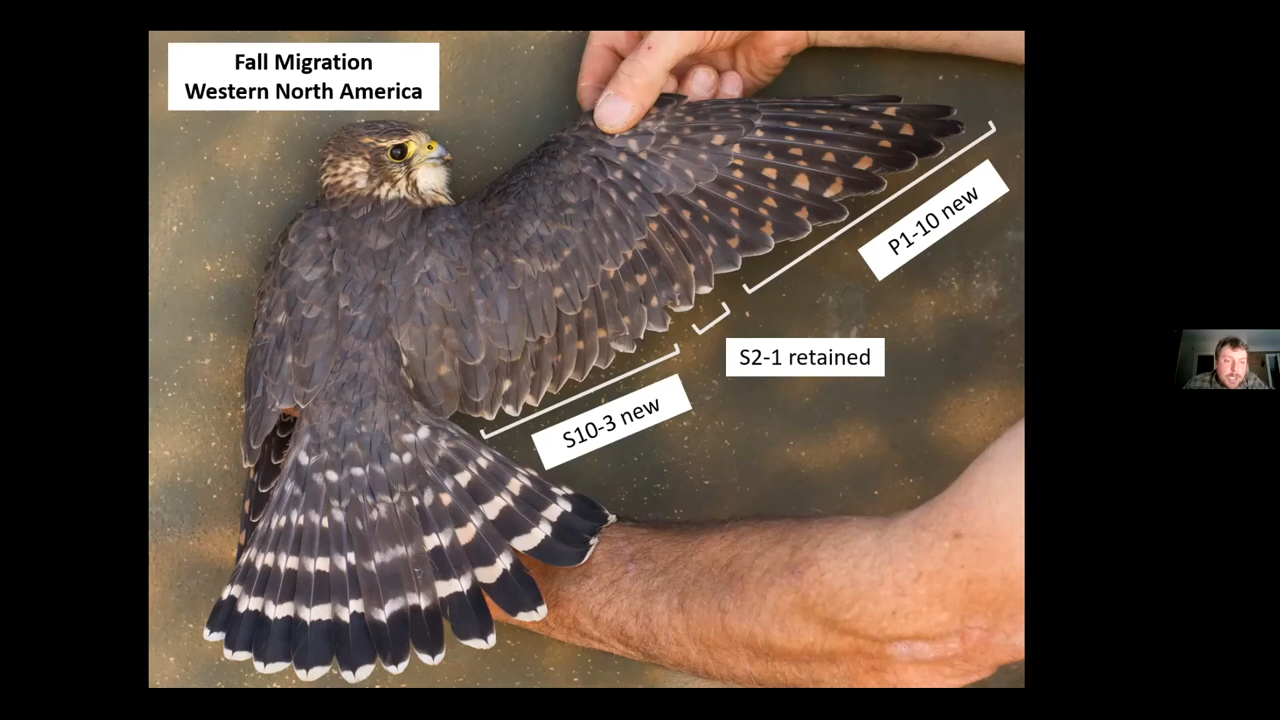 Fall Migration
Western North America
P1-10 new
S2-1 retained
S10-3 new